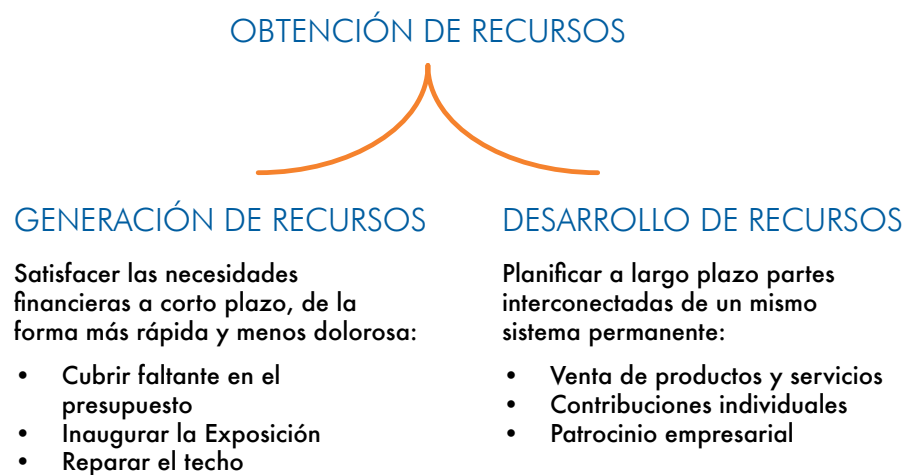 OBTENCIÓN DE RECURSOS
GENERACIÓN DE RECURSOS
Satisfacer las necesidades
financieras a corto plazo, de la
forma más rápida y menos dolorosa:
• Cubrir faltante en el
presupuesto
• Inaugurar la Exposición
• Reparar el techo
DESARROLLO DE RECURSOS
Planificar a largo plazo partes
interconectadas de un mismo
sistema permanente:
• Venta de productos y servicios
• Contribuciones individuales
• Patrocinio empresarial